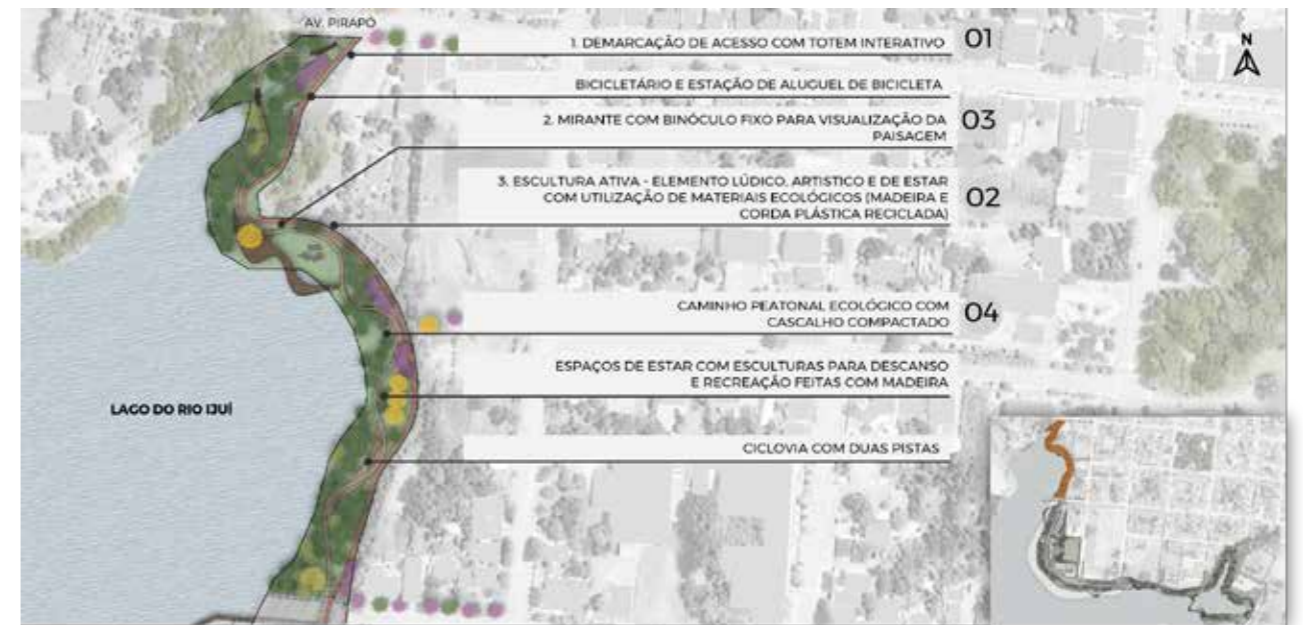 AV. PIRAPÓ
1. DEMARCAÇÃO DE ACESSO COM TOTEM INTERATIVO 01
N
BICICLETÁRIO E ESTAÇÃO DE ALUGUEL DE BICICLETA
2. MIRANTE COM BINÓCULO FIXO PARA VISUALIZAÇÃO DA 03
PAISAGEM
3. ESCULTURA ATIVA - ELEMENTO LÚDICO, ARTISTICO E DE ESTAR
COM UTILIZAÇÃO DE MATERIAIS ECOLÓGICOS (MADEIRA E 02
CORDA PLÁSTICA RECICLADA)
CAMINHO PEATONAL ECOLÓGICO COM 04
CASCALHO COMPACTADO
ESPAÇOS DE ESTAR COM ESCULTURAS PARA DESCANSO
E RECREAÇÃO FEITAS COM MADEIRA
LAGO DO RIO IJUÍ
CICLOVIA COM DUAS PISTAS